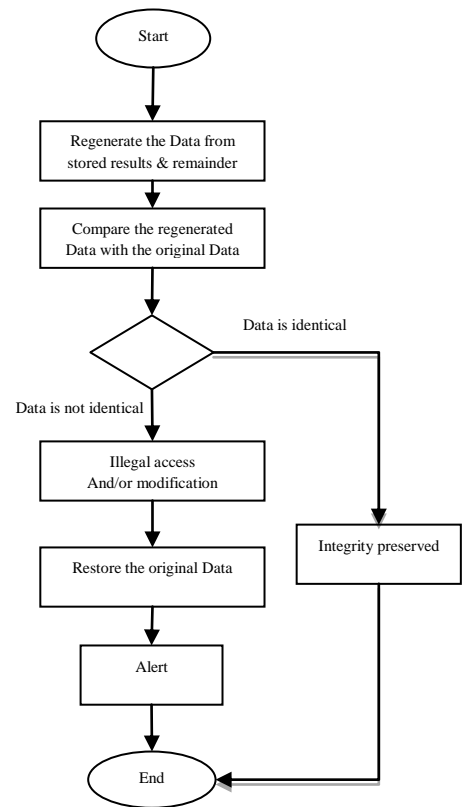 Start
Regenerate the Data from
stored results & remainder
Compare the regenerated
Data with the original Data
Data is identical
Data is not identical
Illegal access
And/or modification
Integrity preserved
Restore the original Data
Alert
End